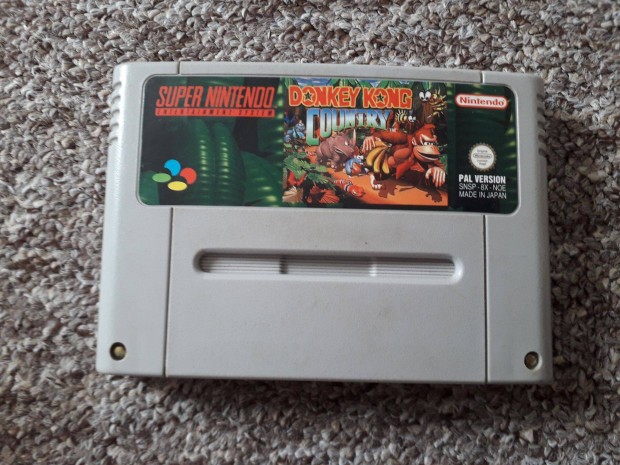 SUPER NINTENDO
ENTERTAINMENT SYSTEM
DONKEY KONG
COUNTRY
Nintendo
PAL VERSION
SNSP-8X-NOE
MADE IN JAPAN